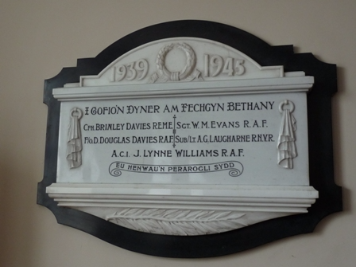 1939 1945
I GOFIO'N DYNER AM FECHGYN BETHANY
CPL BRINLEY DAVIES R.E.M.E. SGT. W. M. EVANS R.A.F.
F/O D. DOUGLAS DAVIES R.A.F. SUB/LT A.G. LAUGHARNE R.N.V.R.
A.C.1 J. LYNNE WILLIAMS R.A.F.
EU HENWAU'N PERAROGLI SYDD